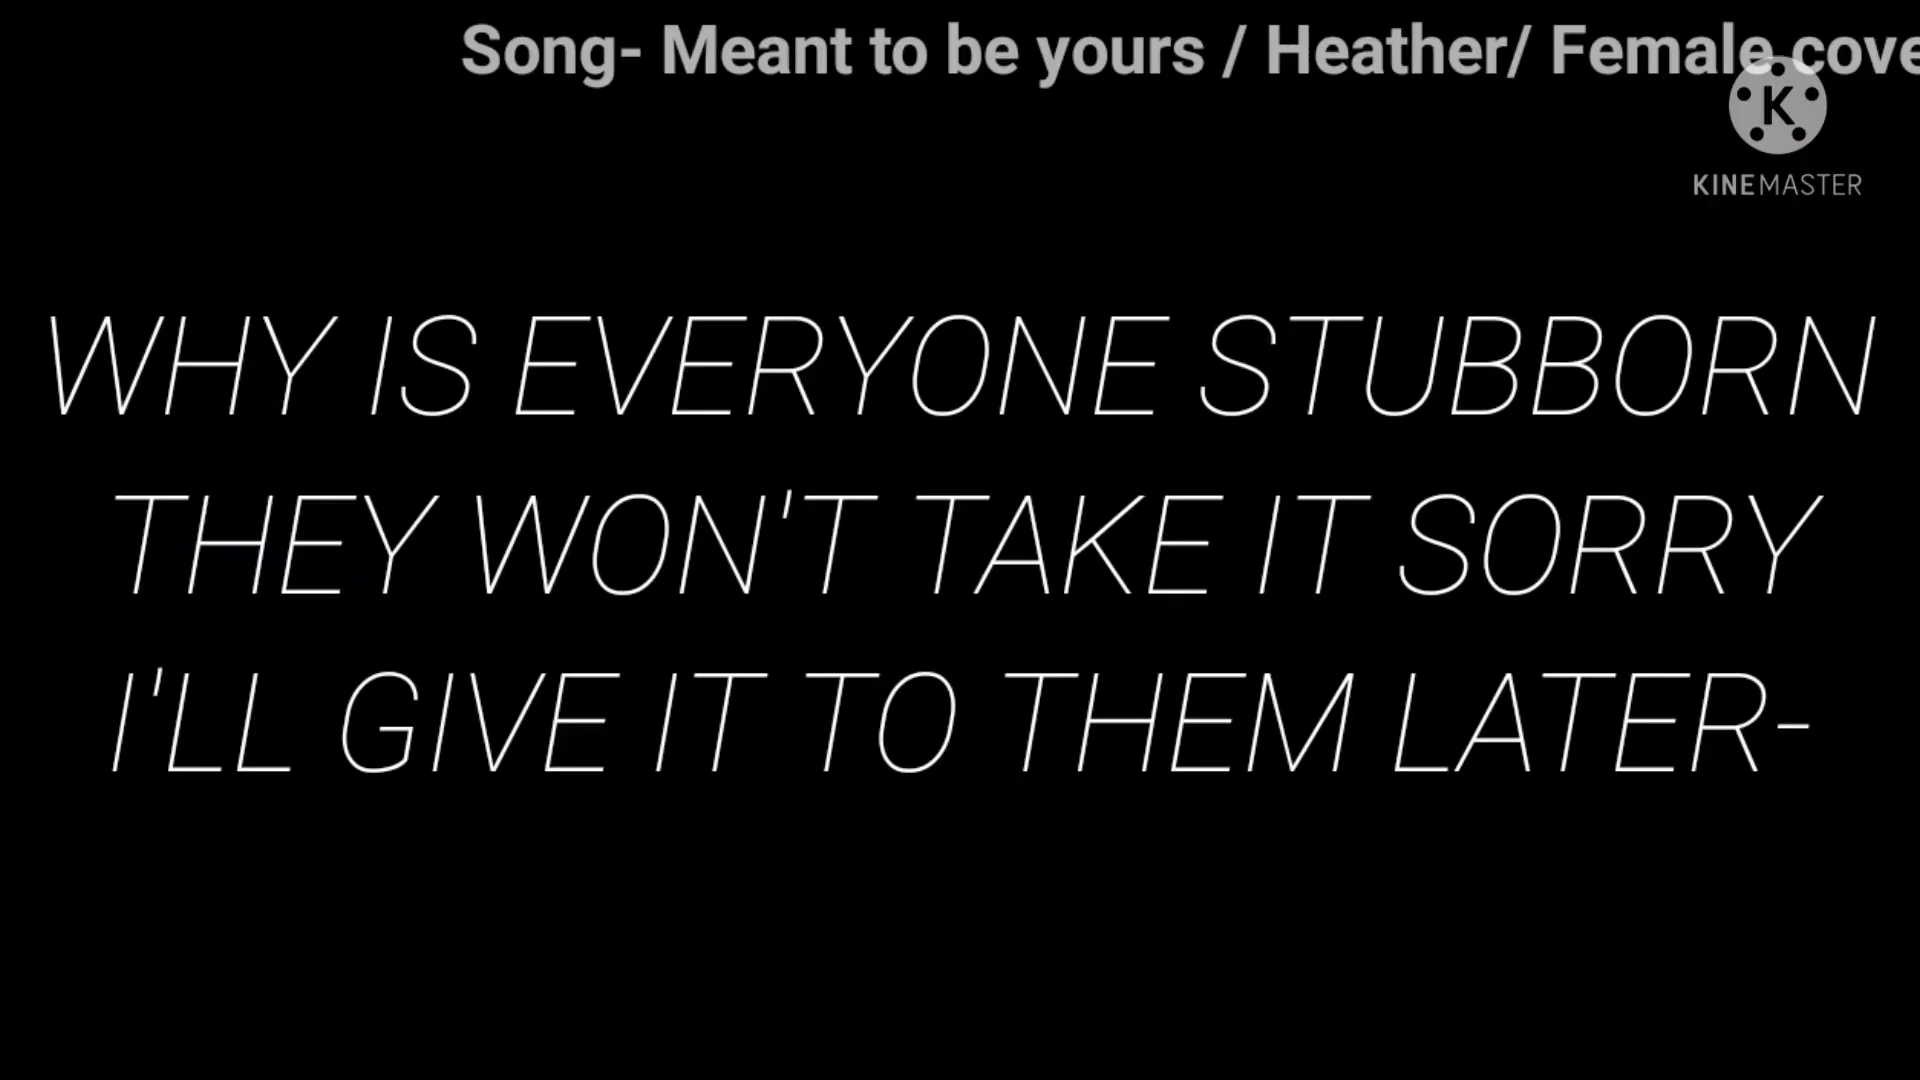 Song- Meant to be yours / Heather/ Female cove
K
KINEMASTER
WHY IS EVERYONE STUBBORN
THEY WON'T TAKE IT SORRY
I'LL GIVE IT TO THEM LATER-